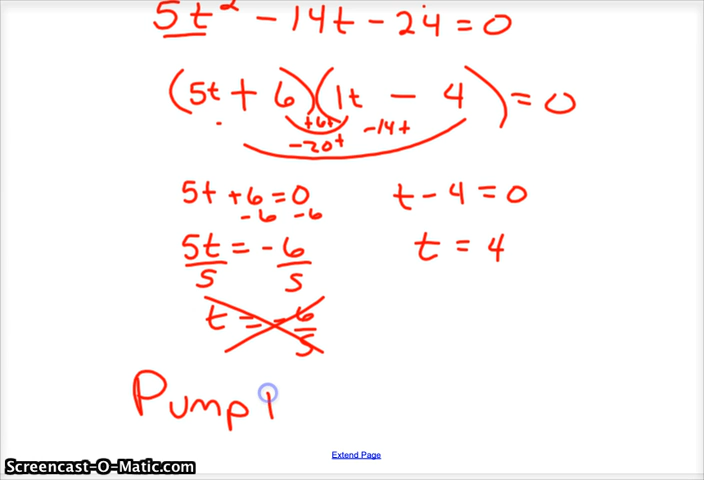 5t² - 14t - 24 = 0
(5t + 6)(1t - 4) = 0
+6t
-14t
-20t
5t + 6 = 0 t - 4 = 0
-6 -6
5t = -6 t = 4
5 5
t = -6
5
Pump
Extend Page
Screencast-O-Matic.com